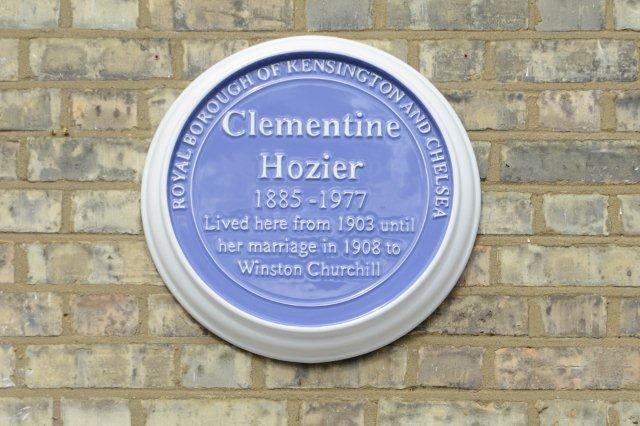 ROYAL BOROUGH OF KENSINGTON AND CHELSEA
Clementine
Hozier
1885-1977
Lived here from 1903 until
her marriage in 1908 to
Winston Churchill